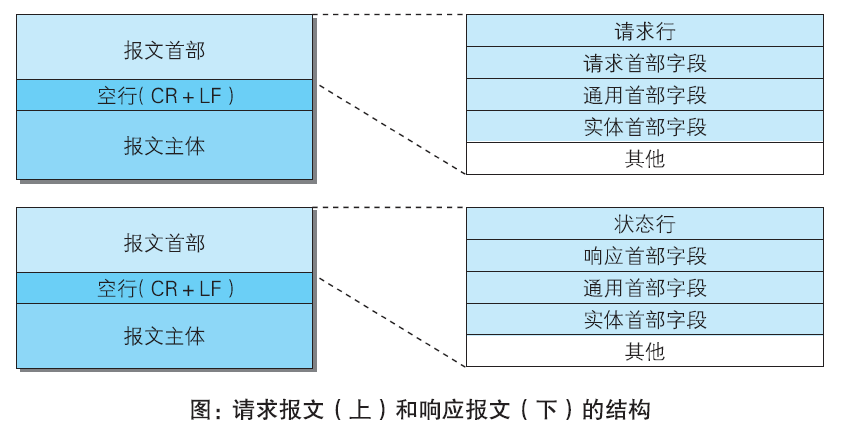 报文首部
空行(CR+LF)
报文主体
请求行
请求首部字段
通用首部字段
实体首部字段
其他
报文首部
空行(CR+LF)
报文主体
状态行
响应首部字段
通用首部字段
实体首部字段
其他
图：请求报文（上）和响应报文（下）的结构